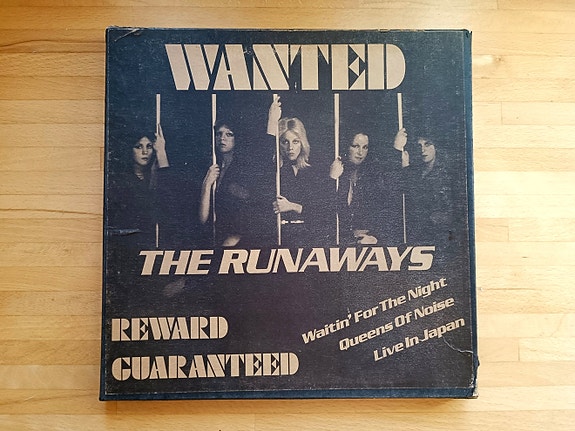 WANTED
THE RUNAWAYS
REWARD
GUARANTEED
Waitin' For The Night
Queens Of Noise
Live In Japan